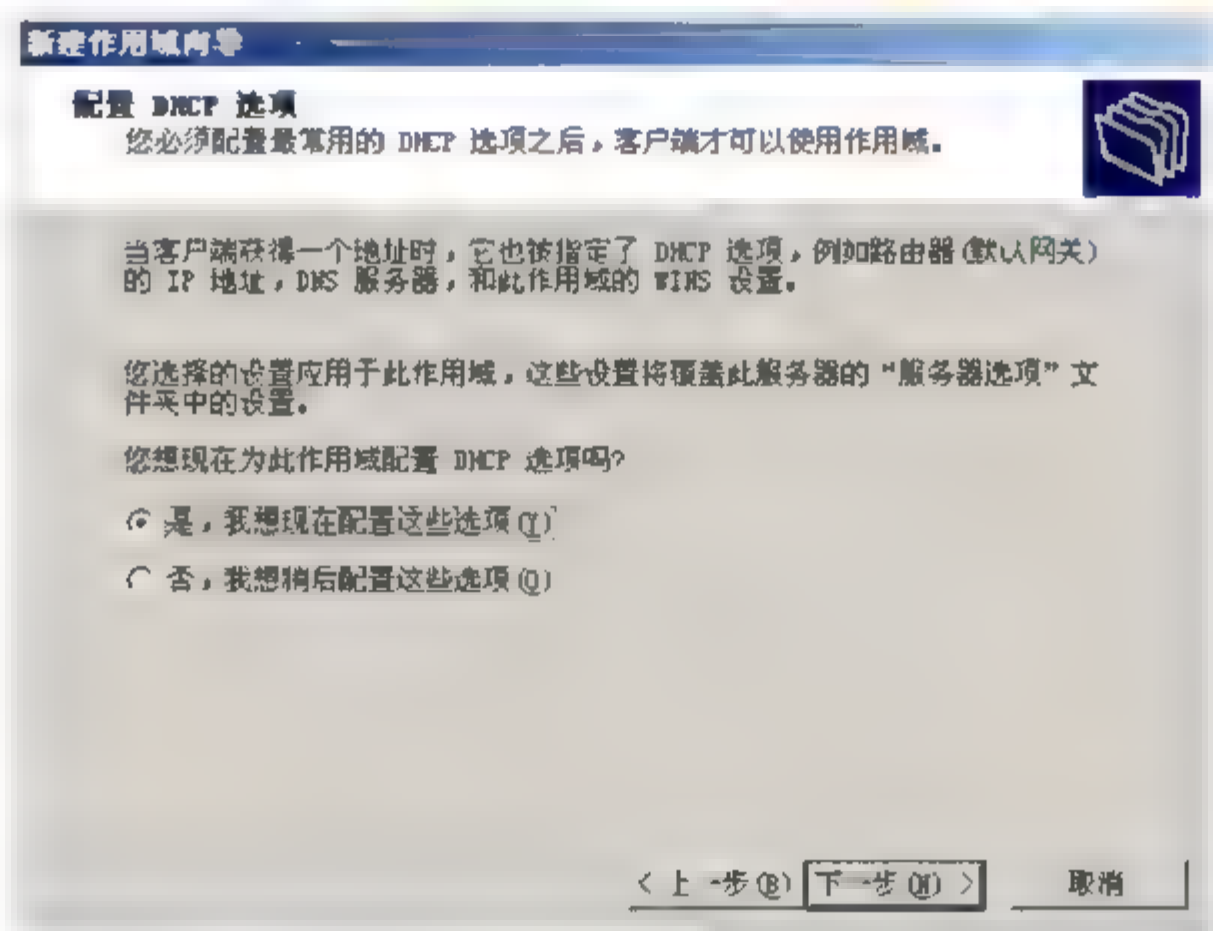 新建作用域向导
配置 DHCP 选项
您必须配置最常用的 DHCP 选项之后，客户端才可以使用作用域。
当客户端获得一个地址时，它也被指定了 DHCP 选项，例如路由器(默认网关)
的 IP 地址，DNS 服务器，和此作用域的 WINS 设置。
您选择的设置应用于此作用域，这些设置将覆盖此服务器的“服务器选项”文
件夹中的设置。
您想现在为此作用域配置 DHCP 选项吗?
是，我想现在配置这些选项(Y)
否，我想稍后配置这些选项(O)
< 上一步(B) 下一步(N) > 取消